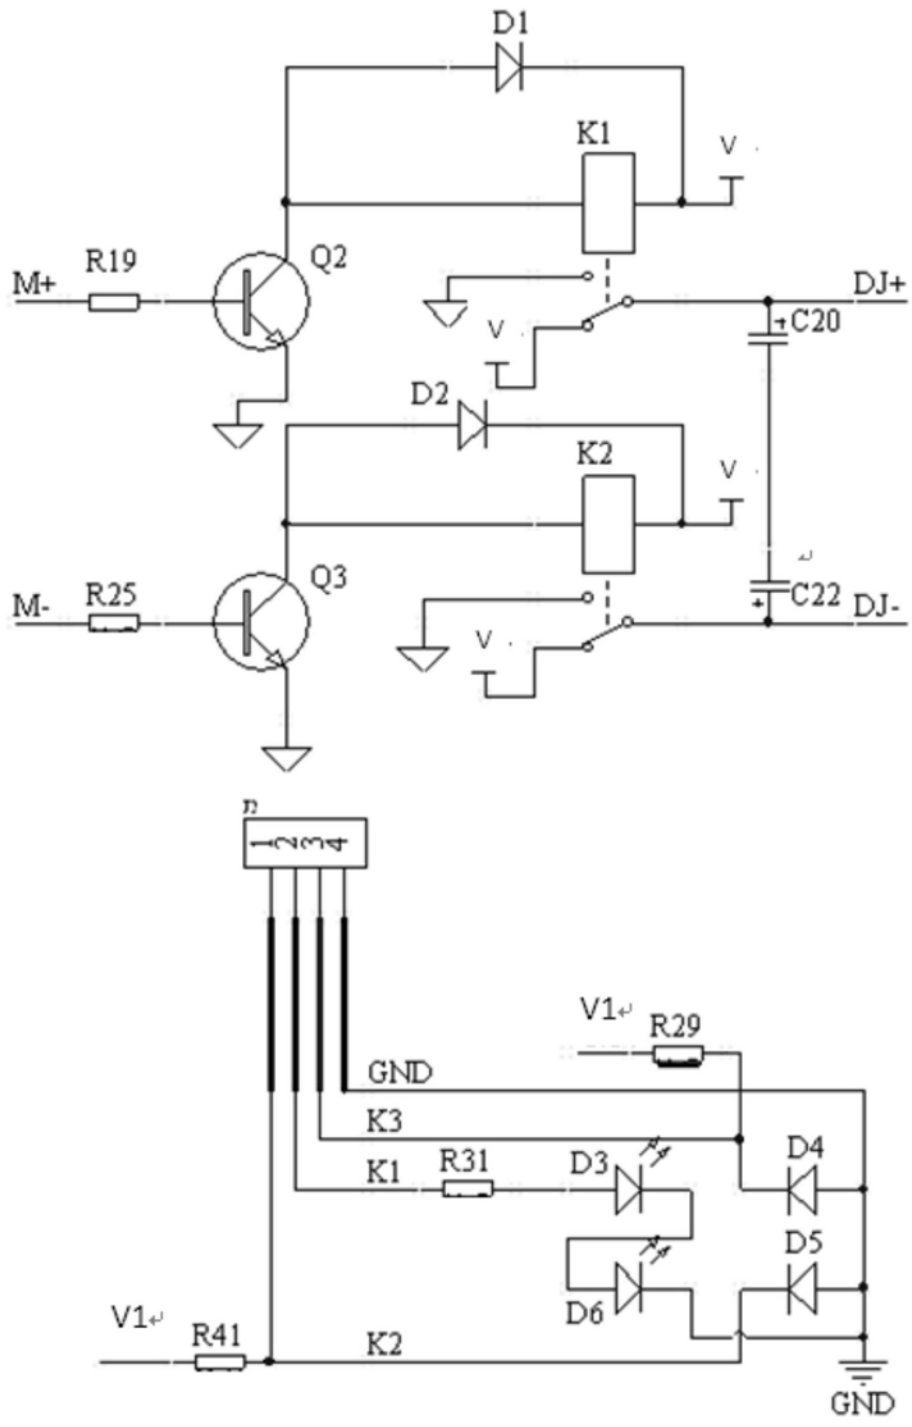 D1
K1
V
R19
Q2
M+
DJ+
V
+C20
D2
K2
V
R25
Q3
M-
C22
+
DJ-
V
1 2 3 4
V1
R29
GND
K3
D4
K1
R31
D3
D5
D6
V1
R41
K2
GND